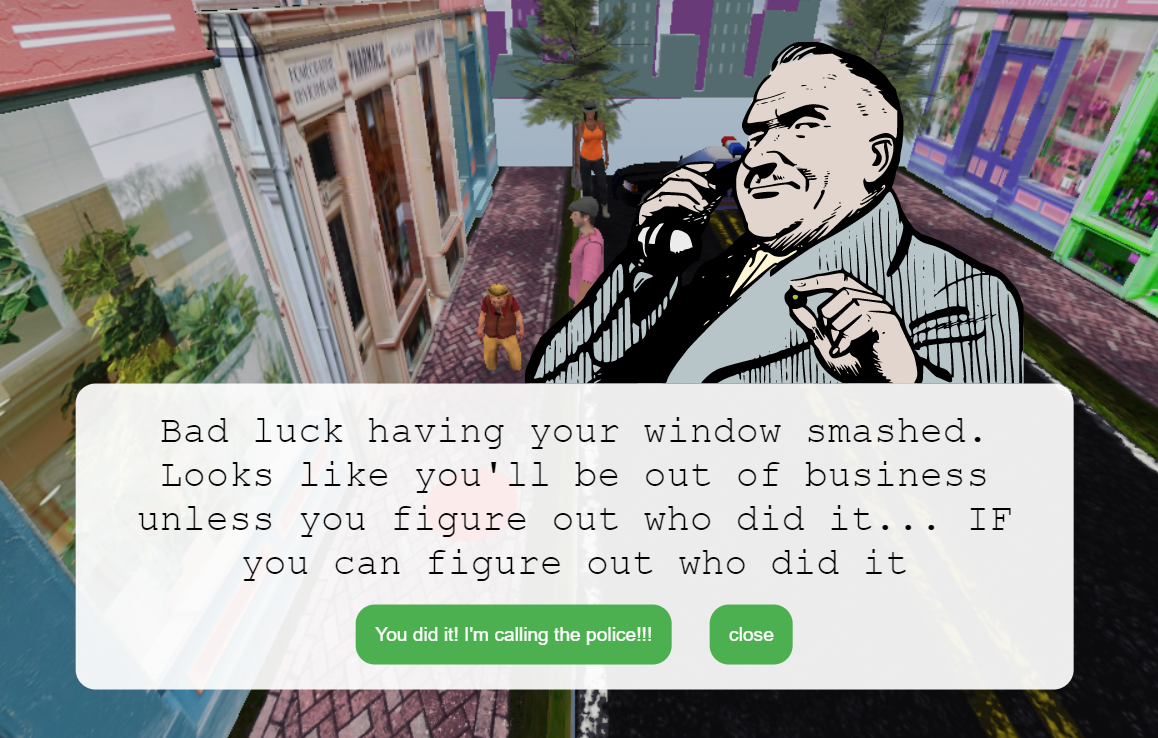 PHARMACY
Bad luck having your window smashed.
Looks like you'll be out of business
unless you figure out who did it... IF
you can figure out who did it
You did it! I'm calling the police!!!
close